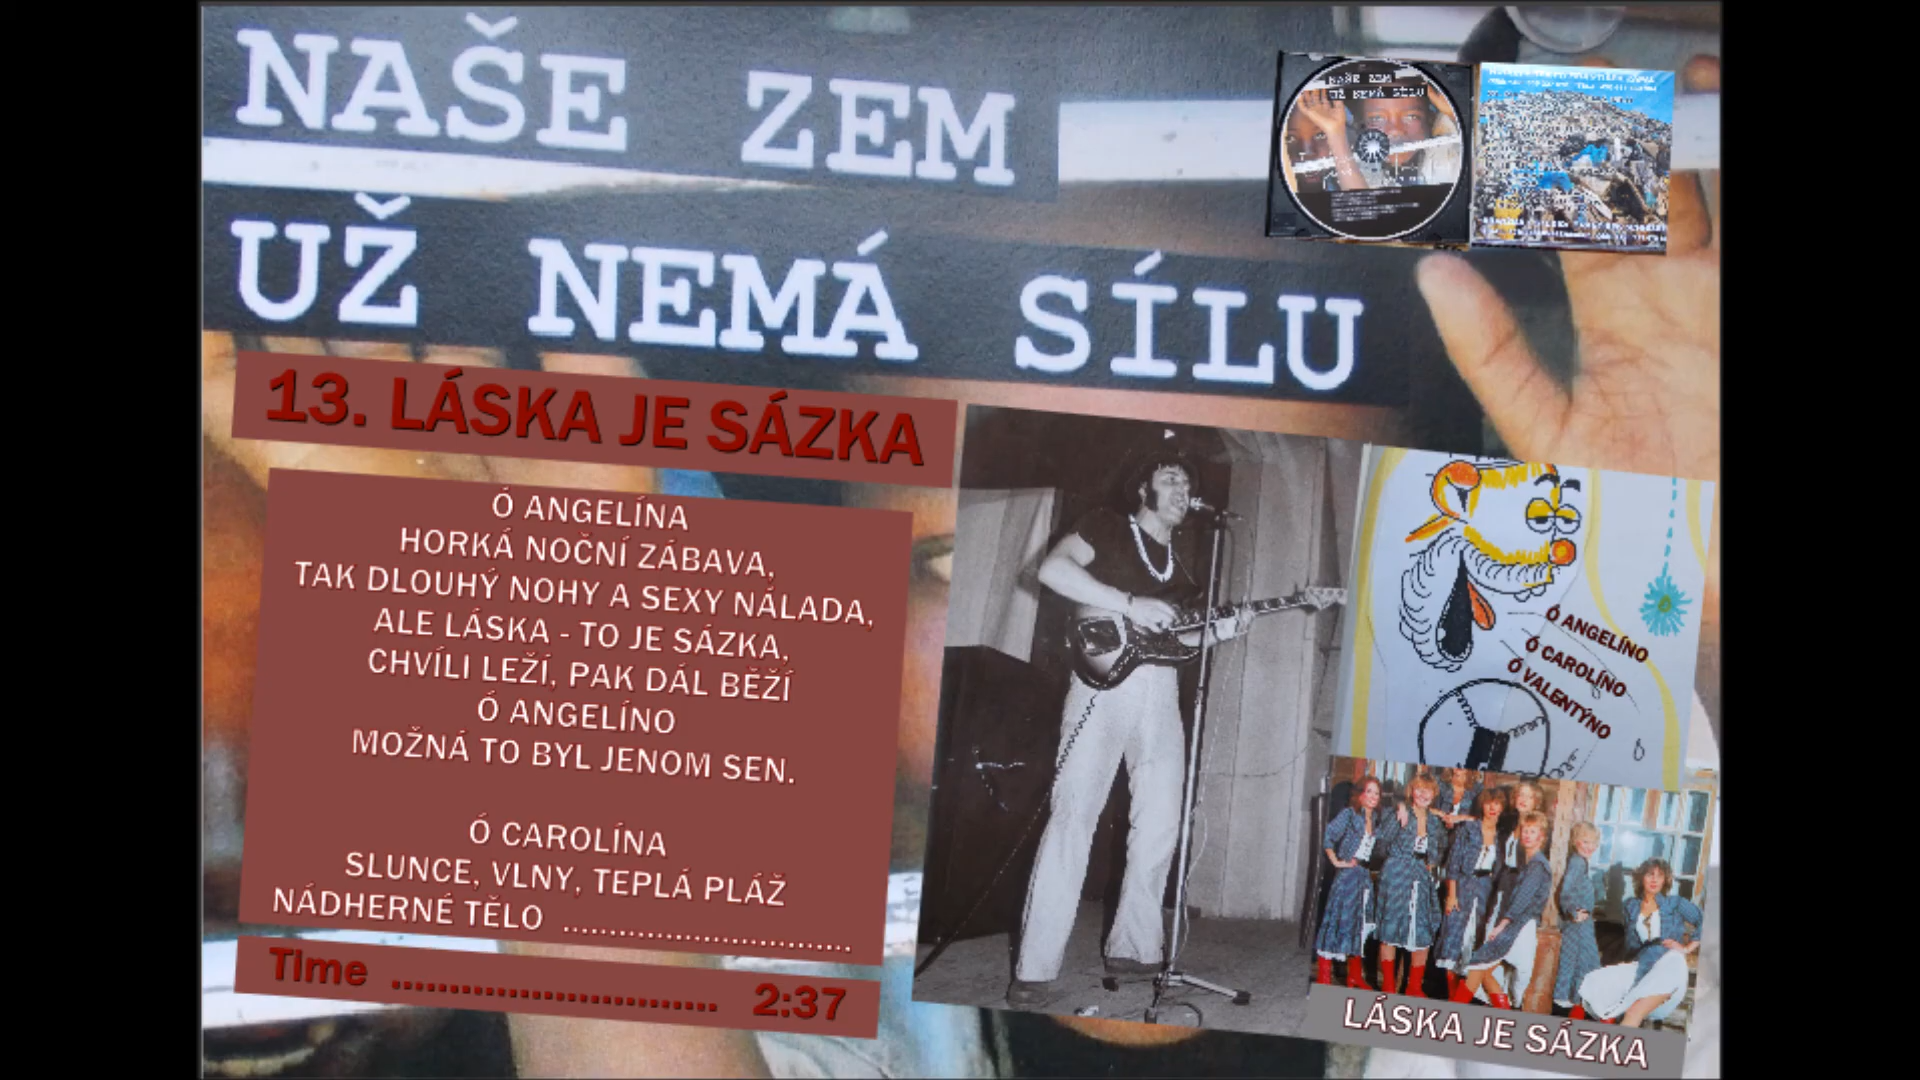 NAŠE ZEM
UŽ NEMÁ SÍLU
NAŠE ZEM
UŽ NEMÁ SÍLU
13. LÁSKA JE SÁZKA
Ó ANGELÍNA
HORKÁ NOČNÍ ZÁBAVA,
TAK DLOUHÝ NOHY A SEXY NÁLADA,
ALE LÁSKA - TO JE SÁZKA,
CHVÍLI LEŽÍ, PAK DÁL BĚŽÍ
Ó ANGELÍNO
MOŽNÁ TO BYL JENOM SEN.
Ó CAROLÍNA
SLUNCE, VLNY, TEPLÁ PLÁŽ
NÁDHERNÉ TĚLO ................................
Time ............................ 2:37
Ó ANGELÍNO
Ó CAROLÍNO
Ó VALENTÝNO
LÁSKA JE SÁZKA